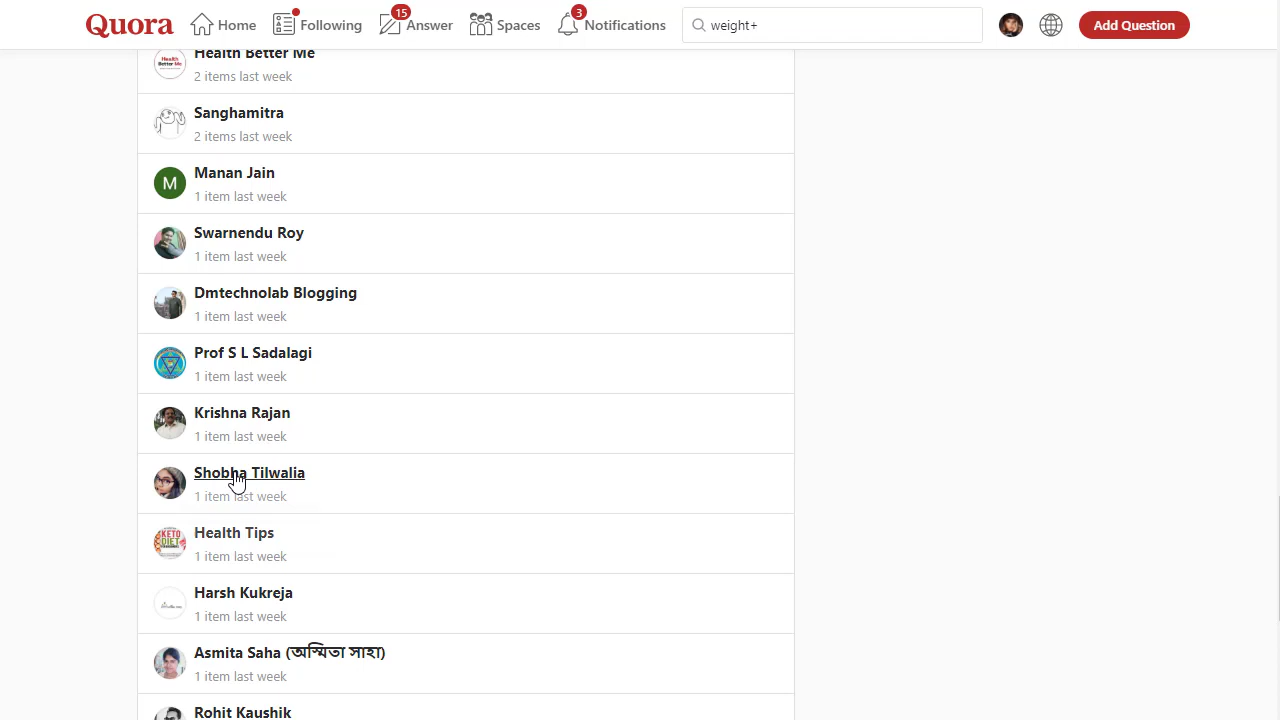 Quora Home Following 15 Answer Spaces 3 Notifications weight+ Add Question
Health Better Me
2 items last week
Sanghamitra
2 items last week
M Manan Jain
1 item last week
Swarnendu Roy
1 item last week
Dmtechnolab Blogging
1 item last week
Prof S L Sadalagi
1 item last week
Krishna Rajan
1 item last week
Shobha Tilwalia
1 item last week
KETO DIET Health Tips
1 item last week
Harsh Kukreja
1 item last week
Asmita Saha (অস্মিতা সাহা)
1 item last week
Rohit Kaushik